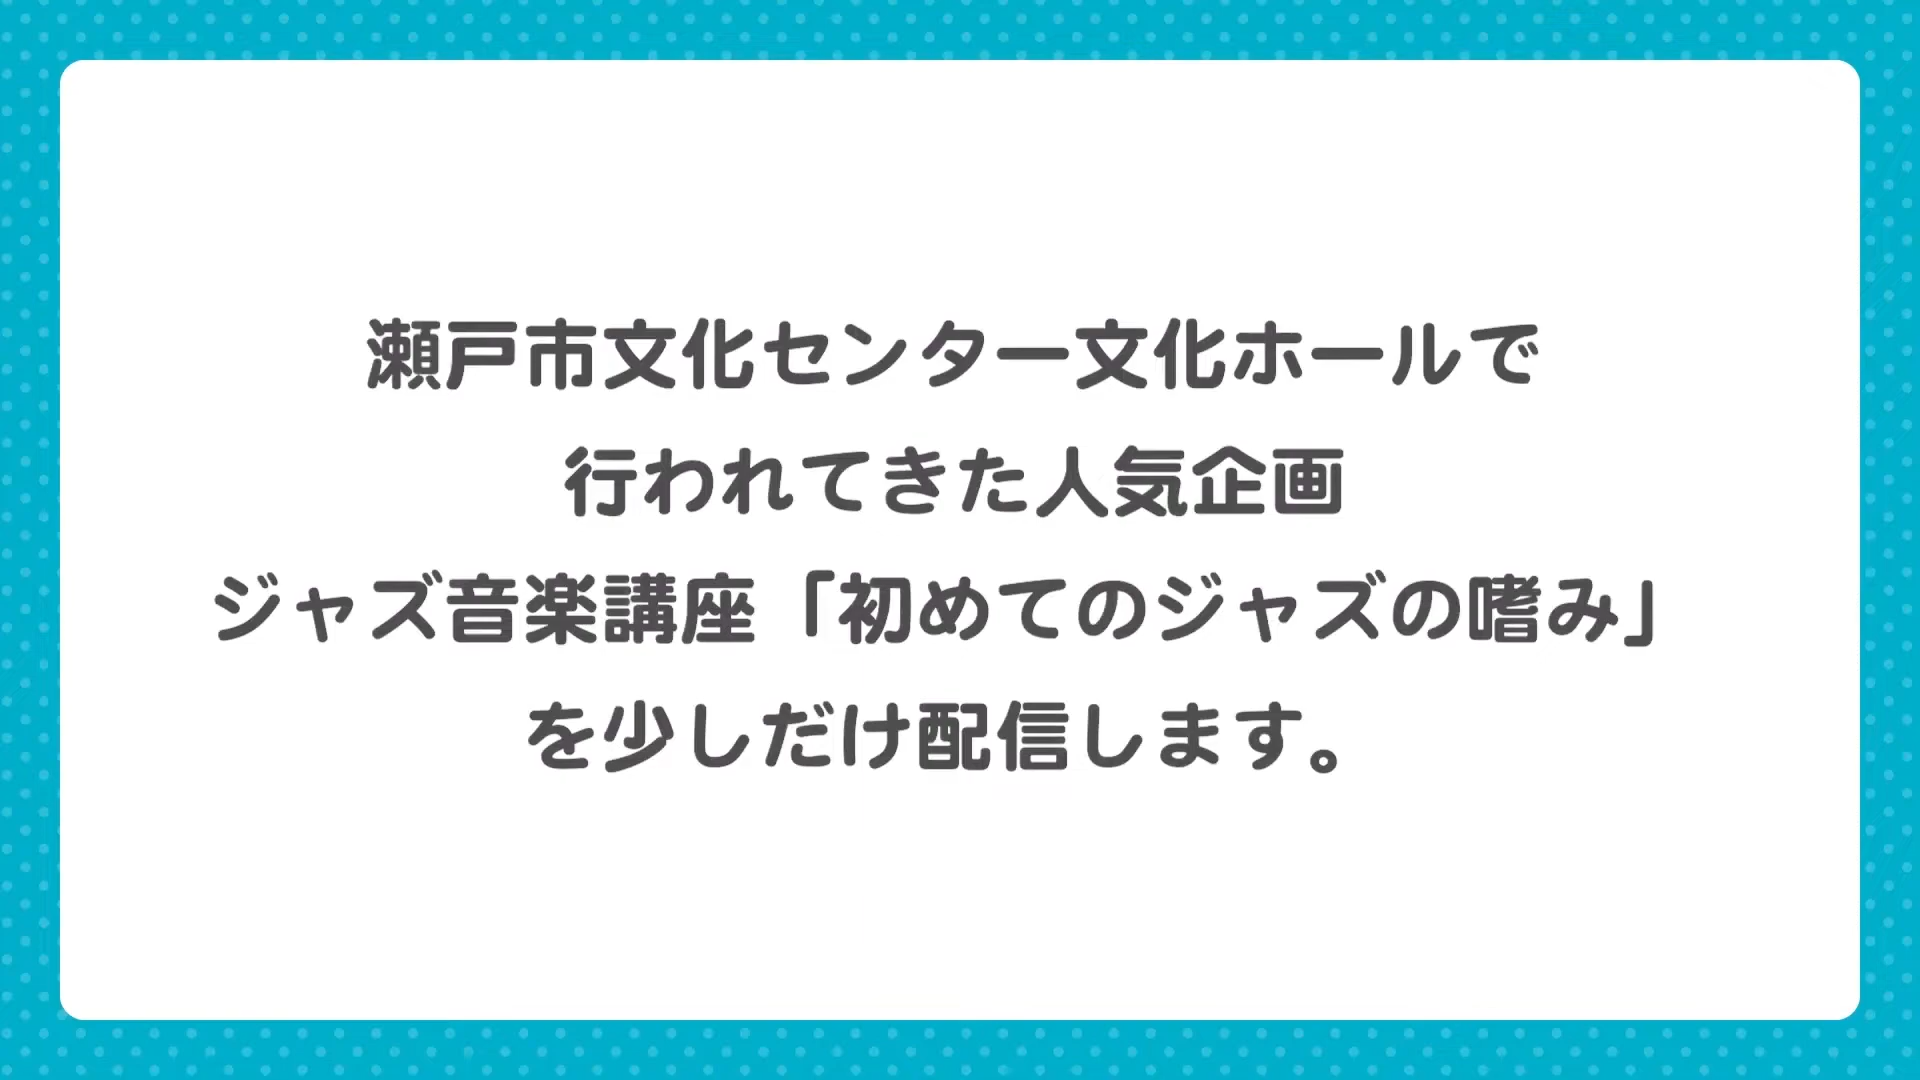 瀬戸市文化センター文化ホールで
行われてきた人気企画
ジャズ音楽講座「初めてのジャズの嗜み」
を少しだけ配信します。